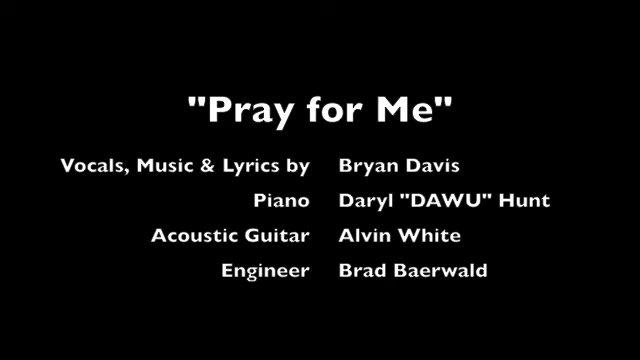 "Pray for Me"
Vocals, Music & Lyrics by Bryan Davis
Piano Daryl "DAWU" Hunt
Acoustic Guitar Alvin White
Engineer Brad Baerwald